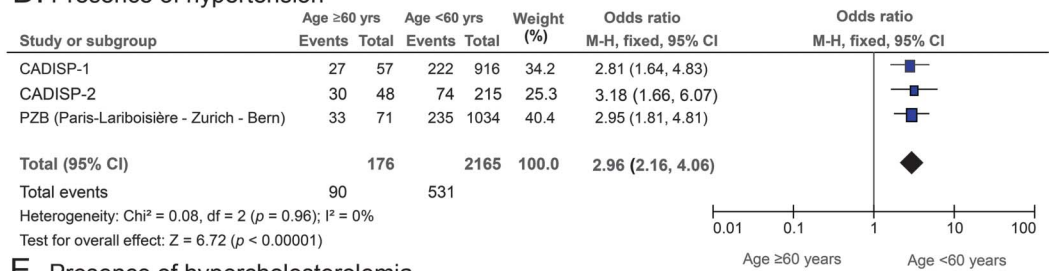 D. Presence of hypertension
Age ≥60 yrs Age <60 yrs Weight Odds ratio Odds ratio
Study or subgroup Events Total Events Total (%) M-H, fixed, 95% CI M-H, fixed, 95% CI
CADISP-1 27 57 222 916 34.2 2.81 (1.64, 4.83)
CADISP-2 30 48 74 215 25.3 3.18 (1.66, 6.07)
PZB (Paris-Lariboisière - Zurich - Bern) 33 71 235 1034 40.4 2.95 (1.81, 4.81)
Total (95% CI) 176 2165 100.0 2.96 (2.16, 4.06)
Total events 90 531
Heterogeneity: Chi² = 0.08, df = 2 (p = 0.96); I² = 0%
Test for overall effect: Z = 6.72 (p < 0.00001)
0.01 0.1 1 10 100
Age ≥60 years Age <60 years
E. Presence of hypercholesterolemia